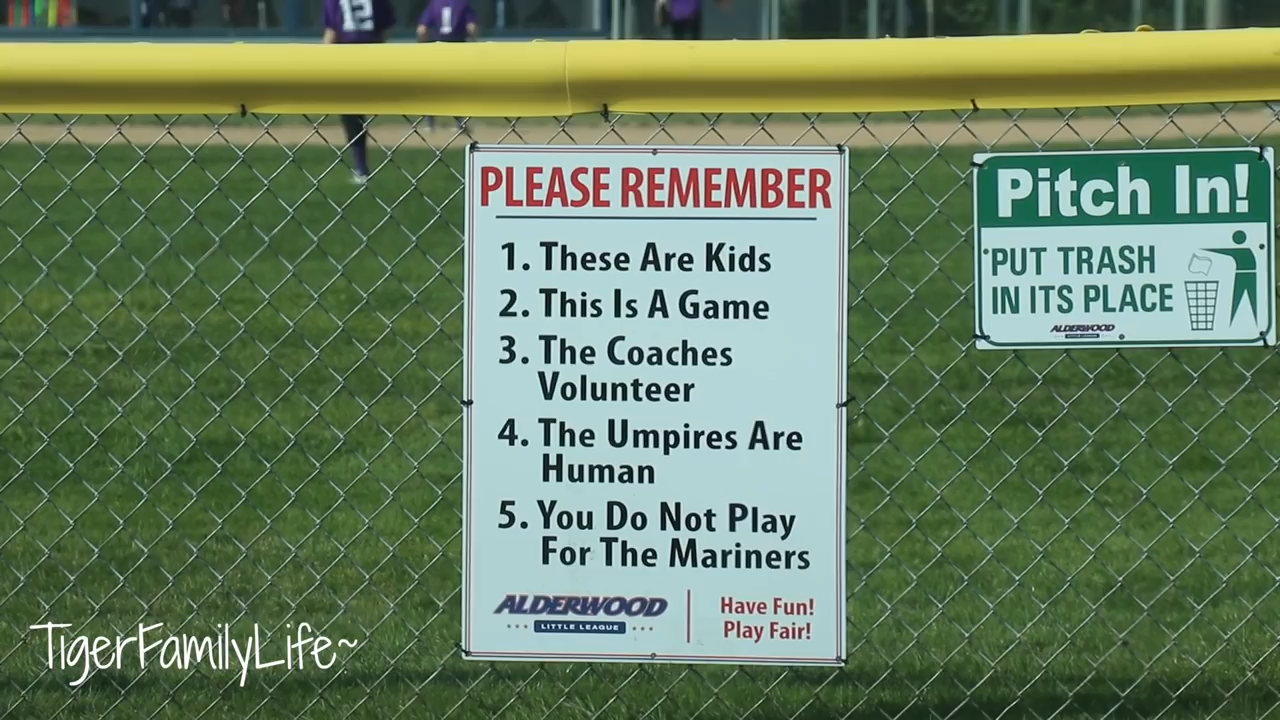 12
1
PLEASE REMEMBER
1. These Are Kids
2. This Is A Game
3. The Coaches
Volunteer
4. The Umpires Are
Human
5. You Do Not Play
For The Mariners
ALDERWOOD
LITTLE LEAGUE
Have Fun!
Play Fair!
Pitch In!
PUT TRASH
IN ITS PLACE
ALDERWOOD
LITTLE LEAGUE
TigerFamilyLife~